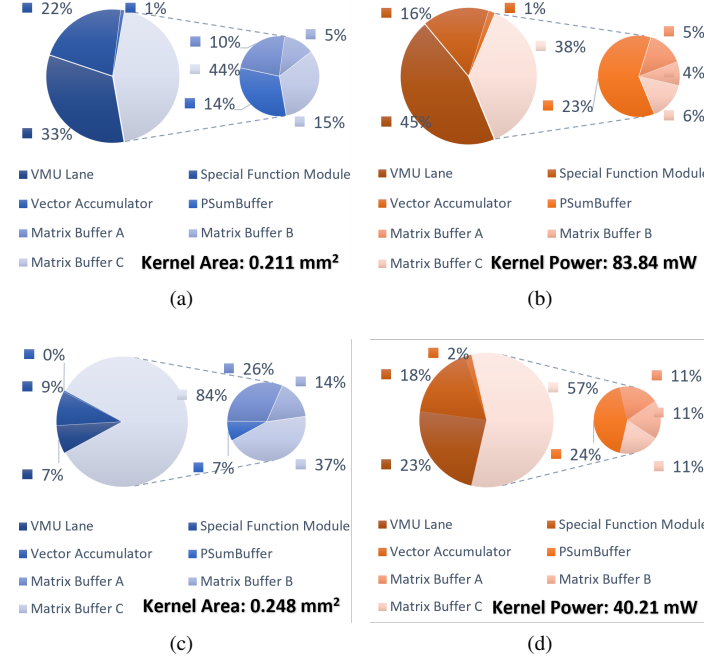 22%
1%
10%
5%
44%
14%
33%
15%
VMU Lane
Special Function Module
Vector Accumulator
PSumBuffer
Matrix Buffer A
Matrix Buffer B
Matrix Buffer C
Kernel Area: 0.211 mm²
(a)
16%
1%
5%
38%
4%
23%
45%
6%
VMU Lane
Special Function Module
Vector Accumulator
PSumBuffer
Matrix Buffer A
Matrix Buffer B
Matrix Buffer C
Kernel Power: 83.84 mW
(b)
0%
9%
26%
14%
84%
7%
7%
37%
VMU Lane
Special Function Module
Vector Accumulator
PSumBuffer
Matrix Buffer A
Matrix Buffer B
Matrix Buffer C
Kernel Area: 0.248 mm²
(c)
2%
18%
11%
57%
11%
24%
23%
11%
VMU Lane
Special Function Module
Vector Accumulator
PSumBuffer
Matrix Buffer A
Matrix Buffer B
Matrix Buffer C
Kernel Power: 40.21 mW
(d)